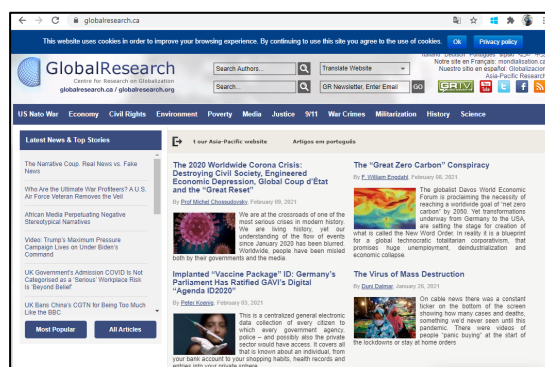 globalresearch.ca
This website uses cookies in order to improve your browsing experience. By continuing to use this site you agree to the use of cookies.
Ok
Privacy policy
GlobalResearch
Centre for Research on Globalization
globalresearch.ca / globalresearch.org
Search Authors...
Translate Website
Search...
GR Newsletter, Enter Email
GO
Notre site en Français: mondialisation.ca
Nuestro sitio en español: Globalizacion
Asia-Pacific Research
GRTV
US Nato War Economy Civil Rights Environment Poverty Media Justice 9/11 War Crimes Militarization History Science
Latest News & Top Stories
The Narrative Coup. Real News vs. Fake
News
Who Are the Ultimate War Profiteers? A U.S.
Air Force Veteran Removes the Veil
African Media Perpetuating Negative
Stereotypical Narratives
Video: Trump's Maximum Pressure
Campaign Lives on Under Biden's
Command
UK Government's Admission COVID Is Not
Categorised as a 'Serious' Workplace Risk
Is 'Beyond Belief'
UK Bans China's CGTN for Being Too Much
Like the BBC
Most Popular
All Articles
t our Asia-Pacific website
Artigos em português
The 2020 Worldwide Corona Crisis:
Destroying Civil Society, Engineered
Economic Depression, Global Coup d'État
and the "Great Reset"
By Prof Michel Chossudovsky, February 09, 2021
We are at the crossroads of one of the
most serious crises in modern history.
We are living history, yet our
understanding of the flow of events
since January 2020 has been blurred.
Worldwide, people have been misled
both by their governments and the media.
Implanted "Vaccine Package" ID: Germany's
Parliament Has Ratified GAVI's Digital
"Agenda ID2020"
By Peter Koenig, February 03, 2021
This is a centralized general electronic
data collection of every citizen to
which every government agency,
police – and possibly also the private
sector would have access. It covers all
that is known about an individual, from
your bank account to your shopping habits, health records and
entries into your private sphere
The "Great Zero Carbon" Conspiracy
By F. William Engdahl, February 08, 2021
The globalist Davos World Economic
Forum is proclaiming the necessity of
reaching a worldwide goal of "net zero
carbon" by 2050. Yet transformations
underway from Germany to the USA,
are setting the stage for creation of
what is called the New Word Order. In reality it is a blueprint
for a global technocratic totalitarian corporativism, that
promises huge unemployment, deindustrialization and
economic collapse.
The Virus of Mass Destruction
By Dani Dalmar, January 26, 2021
On cable news there was a constant
ticker on the bottom of the screen
showing how many cases and deaths,
something we'd never seen until this
pandemic. There were videos of
people "panic buying" at the start of
the lockdowns or stay at home orders